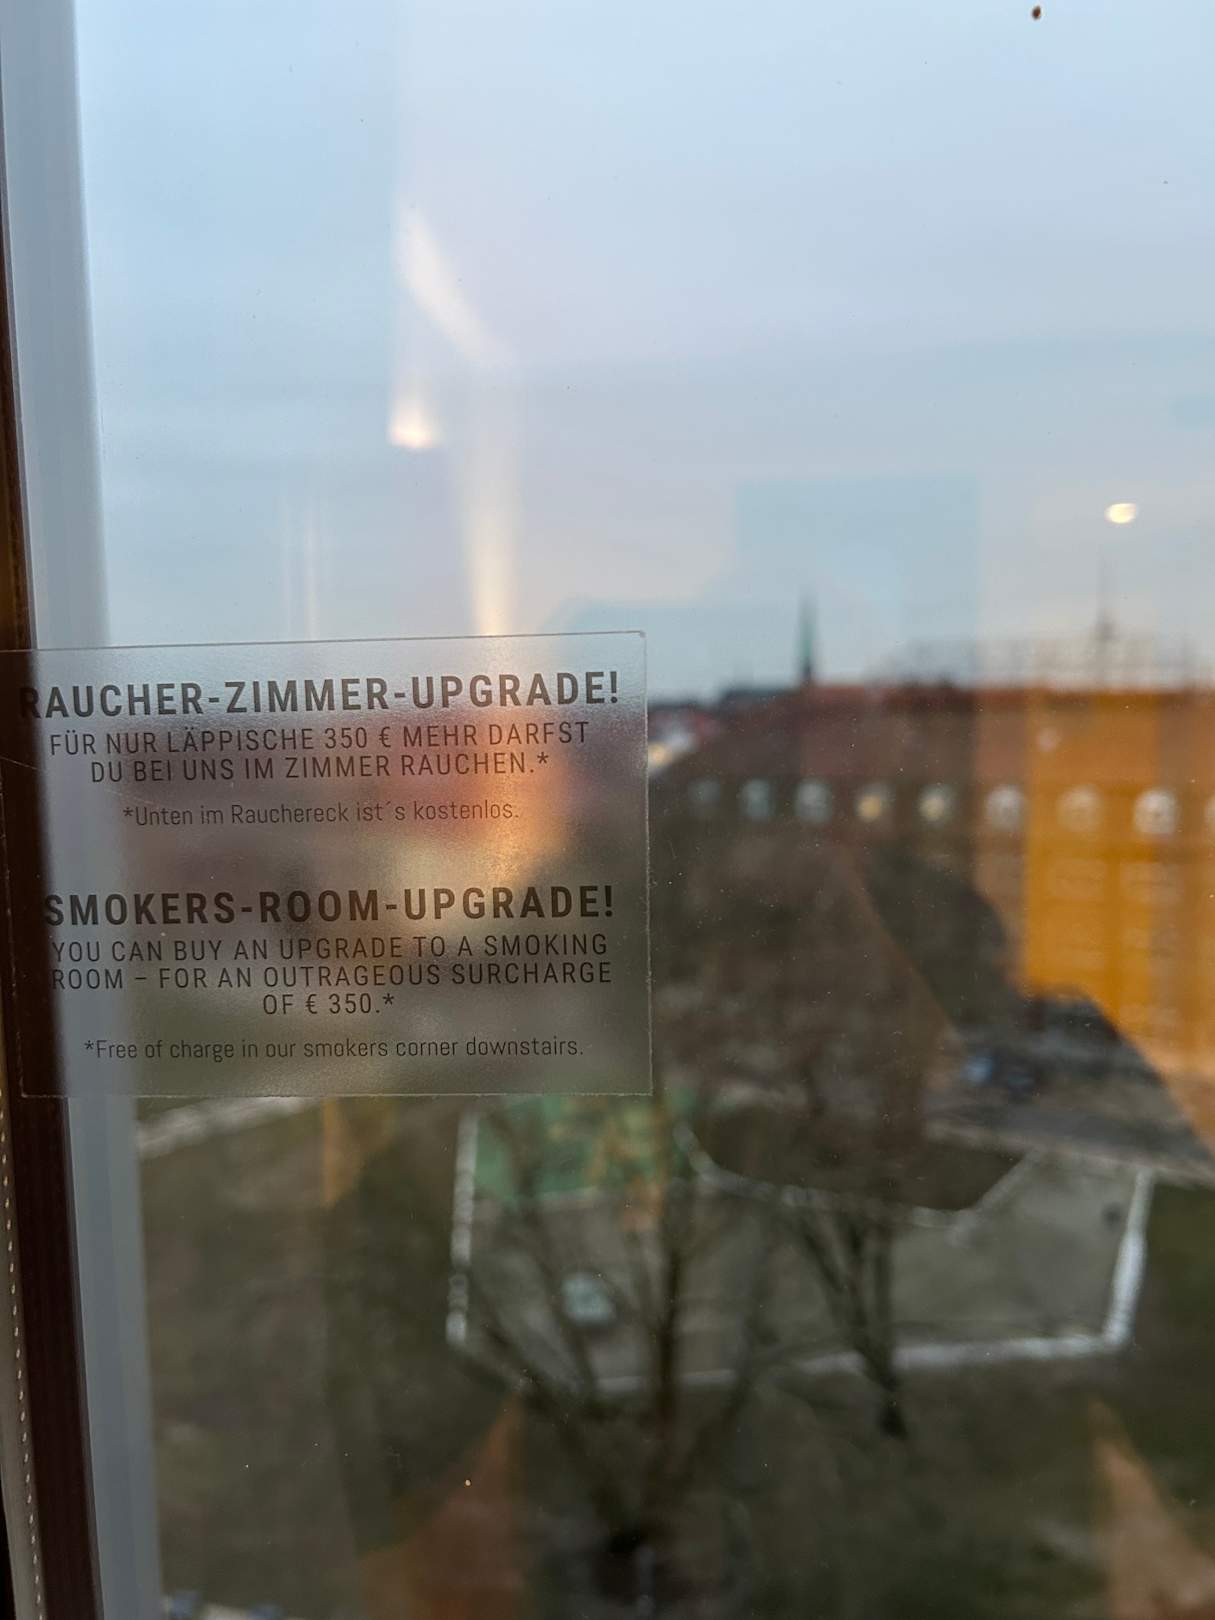 RAUCHER-ZIMMER-UPGRADE!
FÜR NUR LÄPPISCHE 350 € MEHR DARFST
DU BEI UNS IM ZIMMER RAUCHEN.*
*Unten im Rauchereck ist´s kostenlos.
SMOKERS-ROOM-UPGRADE!
YOU CAN BUY AN UPGRADE TO A SMOKING
ROOM – FOR AN OUTRAGEOUS SURCHARGE
OF € 350.*
*Free of charge in our smokers corner downstairs.